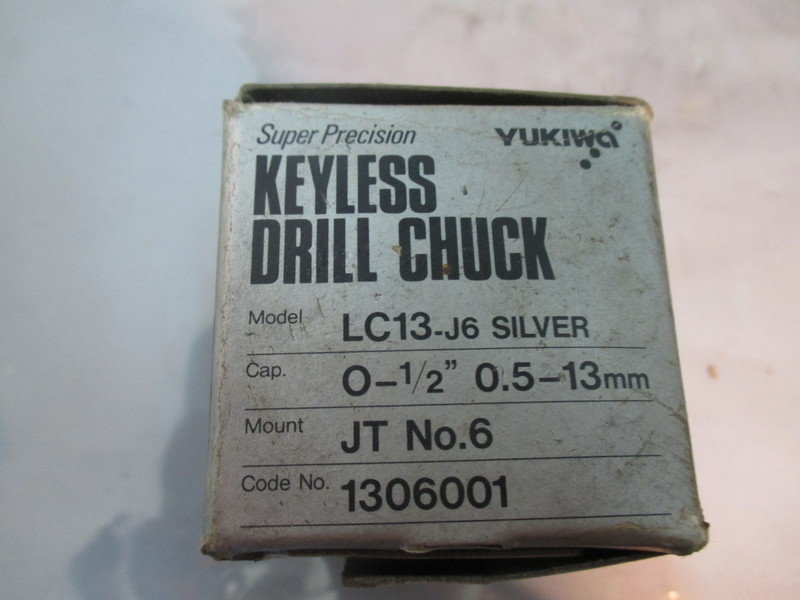 Super Precision YUKIWA
KEYLESS
DRILL CHUCK
Model LC13-J6 SILVER
Cap. O-1/2" 0.5-13mm
Mount JT No.6
Code No. 1306001